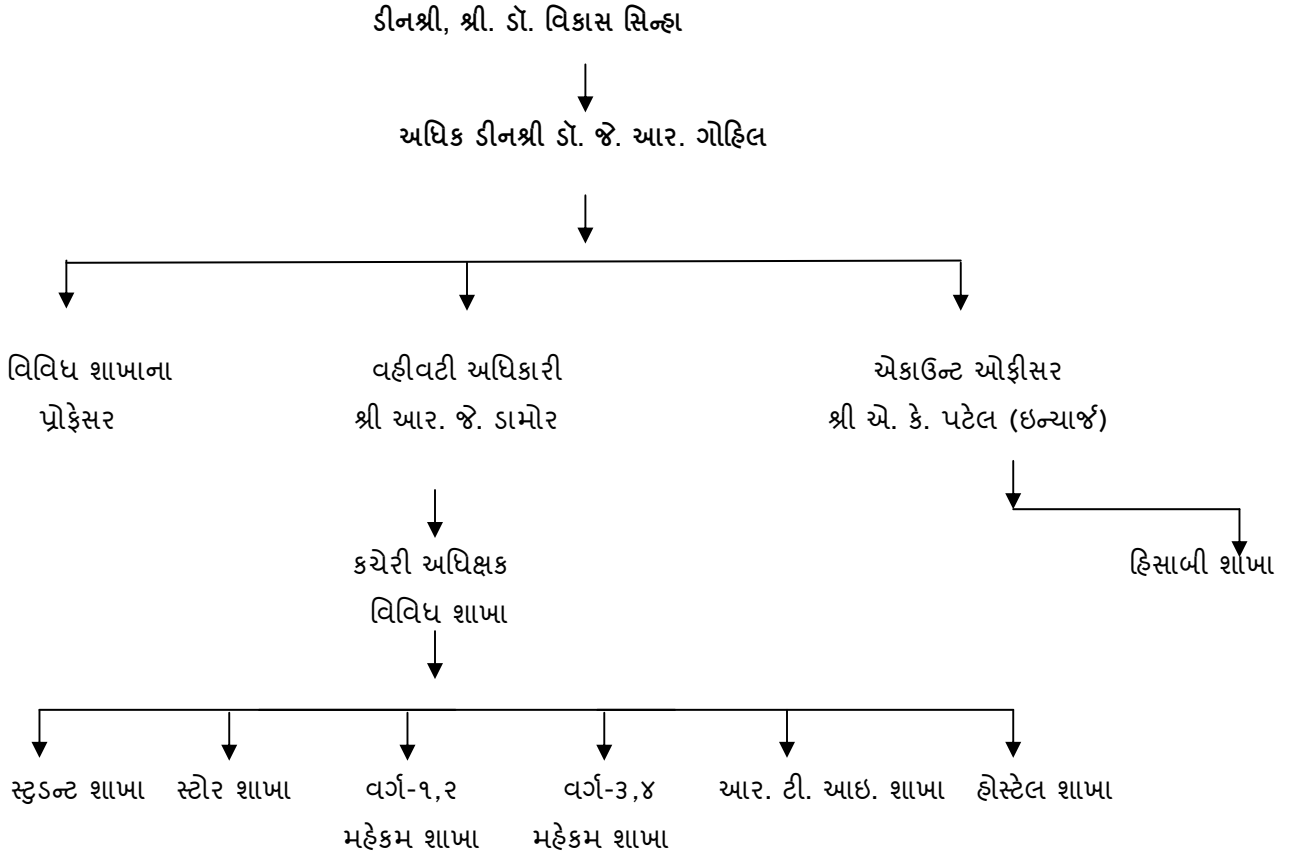 ડીનશ્રી, શ્રી. ડૉ. વિકાસ સિન્હા
અધિક ડીનશ્રી ડૉ. જે. આર. ગોહિલ
વિવિધ શાખાના
પ્રોફેસર
વહીવટી અધિકારી
શ્રી આર. જે. ડામોર
એકાઉન્ટ ઓફીસર
શ્રી એ. કે. પટેલ (ઇન્ચાર્જ)
કચેરી અધિક્ષક
વિવિધ શાખા
હિસાબી શાખા
સ્ટુડન્ટ શાખા
સ્ટોર શાખા
વર્ગ-૧,૨
મહેકમ શાખા
વર્ગ-૩,૪
મહેકમ શાખા
આર. ટી. આઇ. શાખા
હોસ્ટેલ શાખા